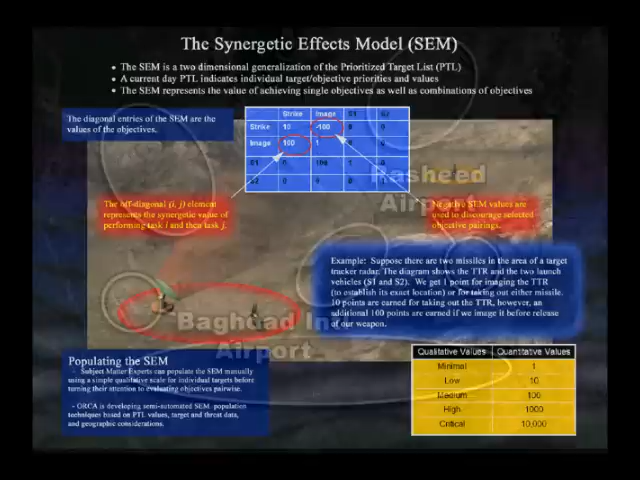 The Synergetic Effects Model (SEM)
• The SEM is a two dimensional generalization of the Prioritized Target List (PTL)
• A current day PTL indicates individual target/objective priorities and values
• The SEM represents the value of achieving single objectives as well as combinations of objectives
The diagonal entries of the SEM are the
values of the objectives.
Strike Image S1 S2
Strike 10 -100 0 0
Image 100 1 0
S1 0 100 1 0
S2 0 0 0 1
Rasheed
Airport
The off-diagonal (i, j) element
represents the synergetic value of
performing task i and then task j.
Negative SEM values are
used to discourage selected
objective pairings.
Example: Suppose there are two missiles in the area of a target
tracker radar. The diagram shows the TTR and the two launch
vehicles (S1 and S2). We get 1 point for imaging the TTR
(to establish its exact location) or for taking out either missile.
10 points are earned for taking out the TTR, however, an
additional 100 points are earned if we image it before release
of our weapon.
Baghdad Int
Airport
Populating the SEM
- Subject Matter Experts can populate the SEM manually
using a simple qualitative scale for individual targets before
turning their attention to evaluating objectives pairwise.
- ORCA is developing semi-automated SEM population
techniques based on PTL values, target and threat data,
and geographic considerations.
Qualitative Values Quantitative Values
Minimal 1
Low 10
Medium 100
High 1000
Critical 10,000